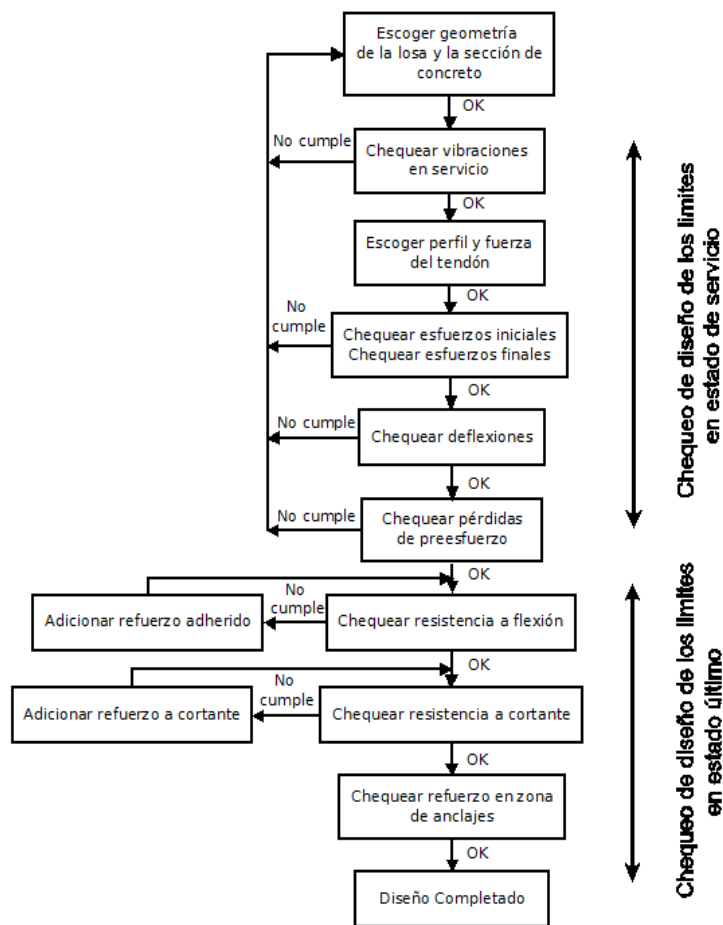 Escoger geometría
de la losa y la sección de
concreto
OK
No cumple
Chequear vibraciones
en servicio
OK
Escoger perfil y fuerza
del tendón
OK
No
cumple
Chequear esfuerzos iniciales
Chequear esfuerzos finales
OK
No cumple
Chequear deflexiones
OK
No cumple
Chequear pérdidas
de preesfuerzo
OK
Adicionar refuerzo adherido
No
cumple
Chequear resistencia a flexión
OK
Adicionar refuerzo a cortante
No
cumple
Chequear resistencia a cortante
OK
Chequear refuerzo en zona
de anclajes
OK
Diseño Completado
Chequeo de diseño de los limites
en estado de servicio
Chequeo de diseño de los limites
en estado último